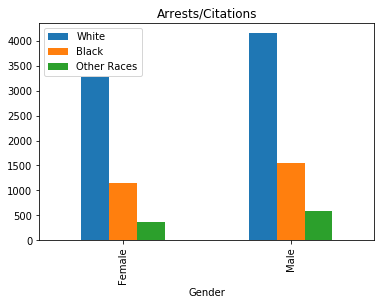 Arrests/Citations
White
Black
Other Races
4000
3500
3000
2500
2000
1500
1000
500
0
Female
Male
Gender